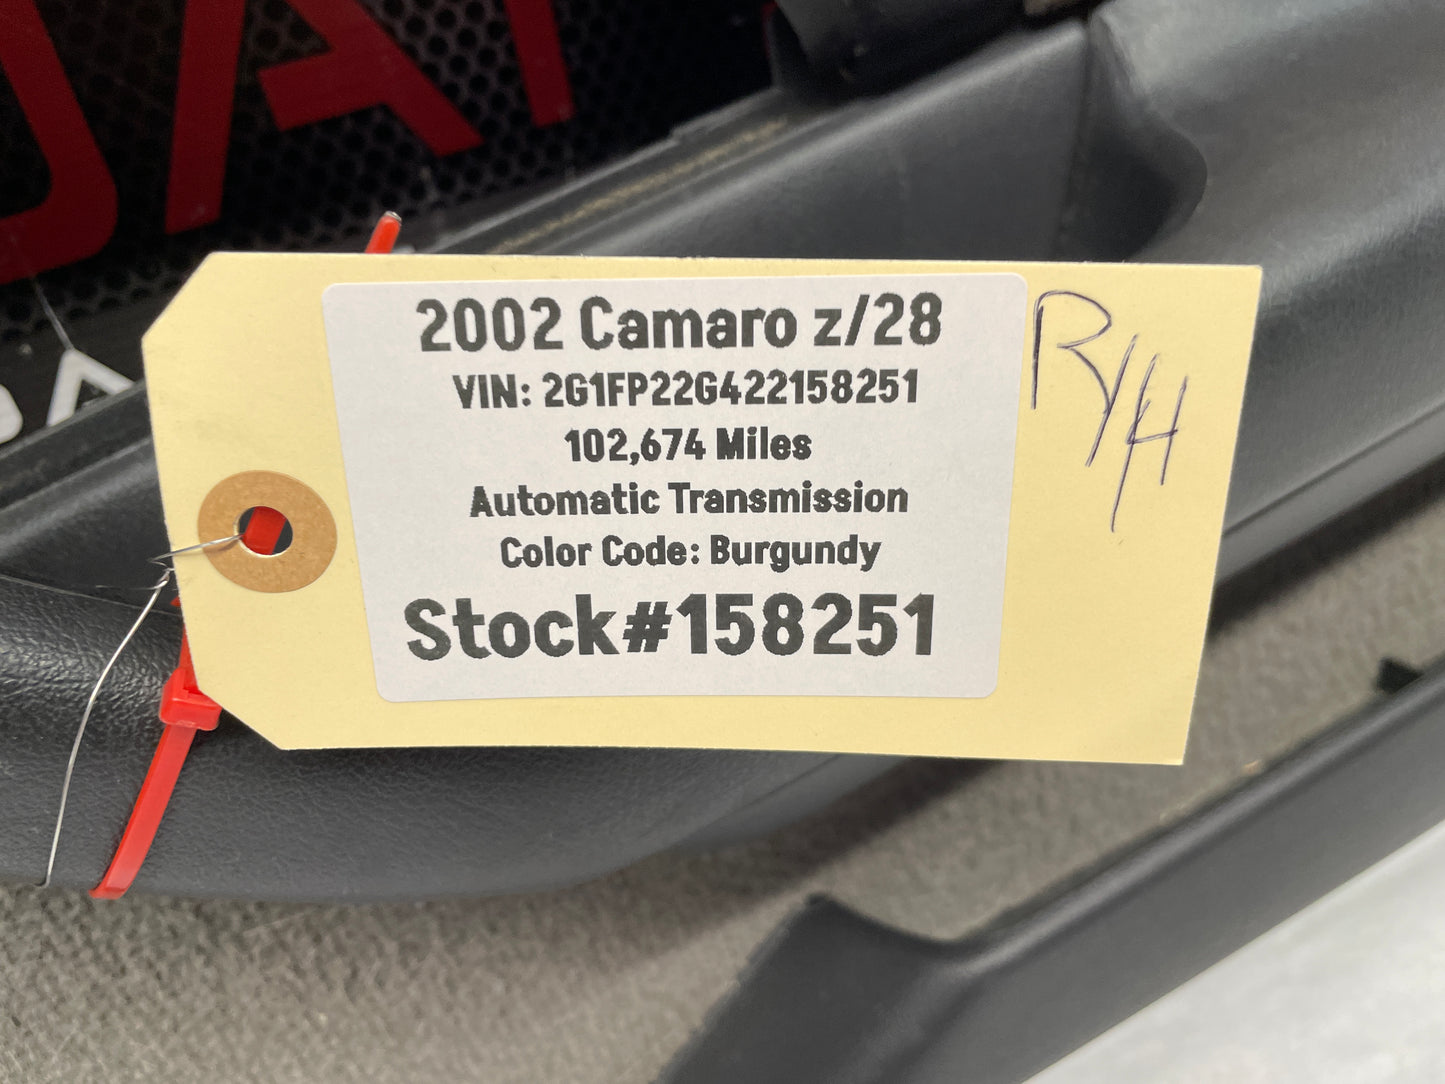 2002 Camaro z/28
VIN: 2G1FP22G422158251
102,674 Miles
Automatic Transmission
Color Code: Burgundy
Stock#158251
R/H